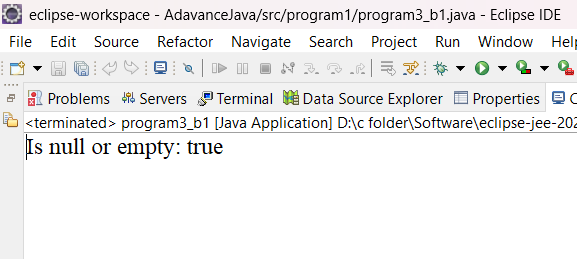 eclipse-workspace - AdavanceJava/src/program1/program3_b1.java - Eclipse IDE
File Edit Source Refactor Navigate Search Project Run Window Help
Problems Servers Terminal Data Source Explorer Properties
<terminated> program3_b1 [Java Application] D:\c folder\Software\eclipse-jee-202
Is null or empty: true